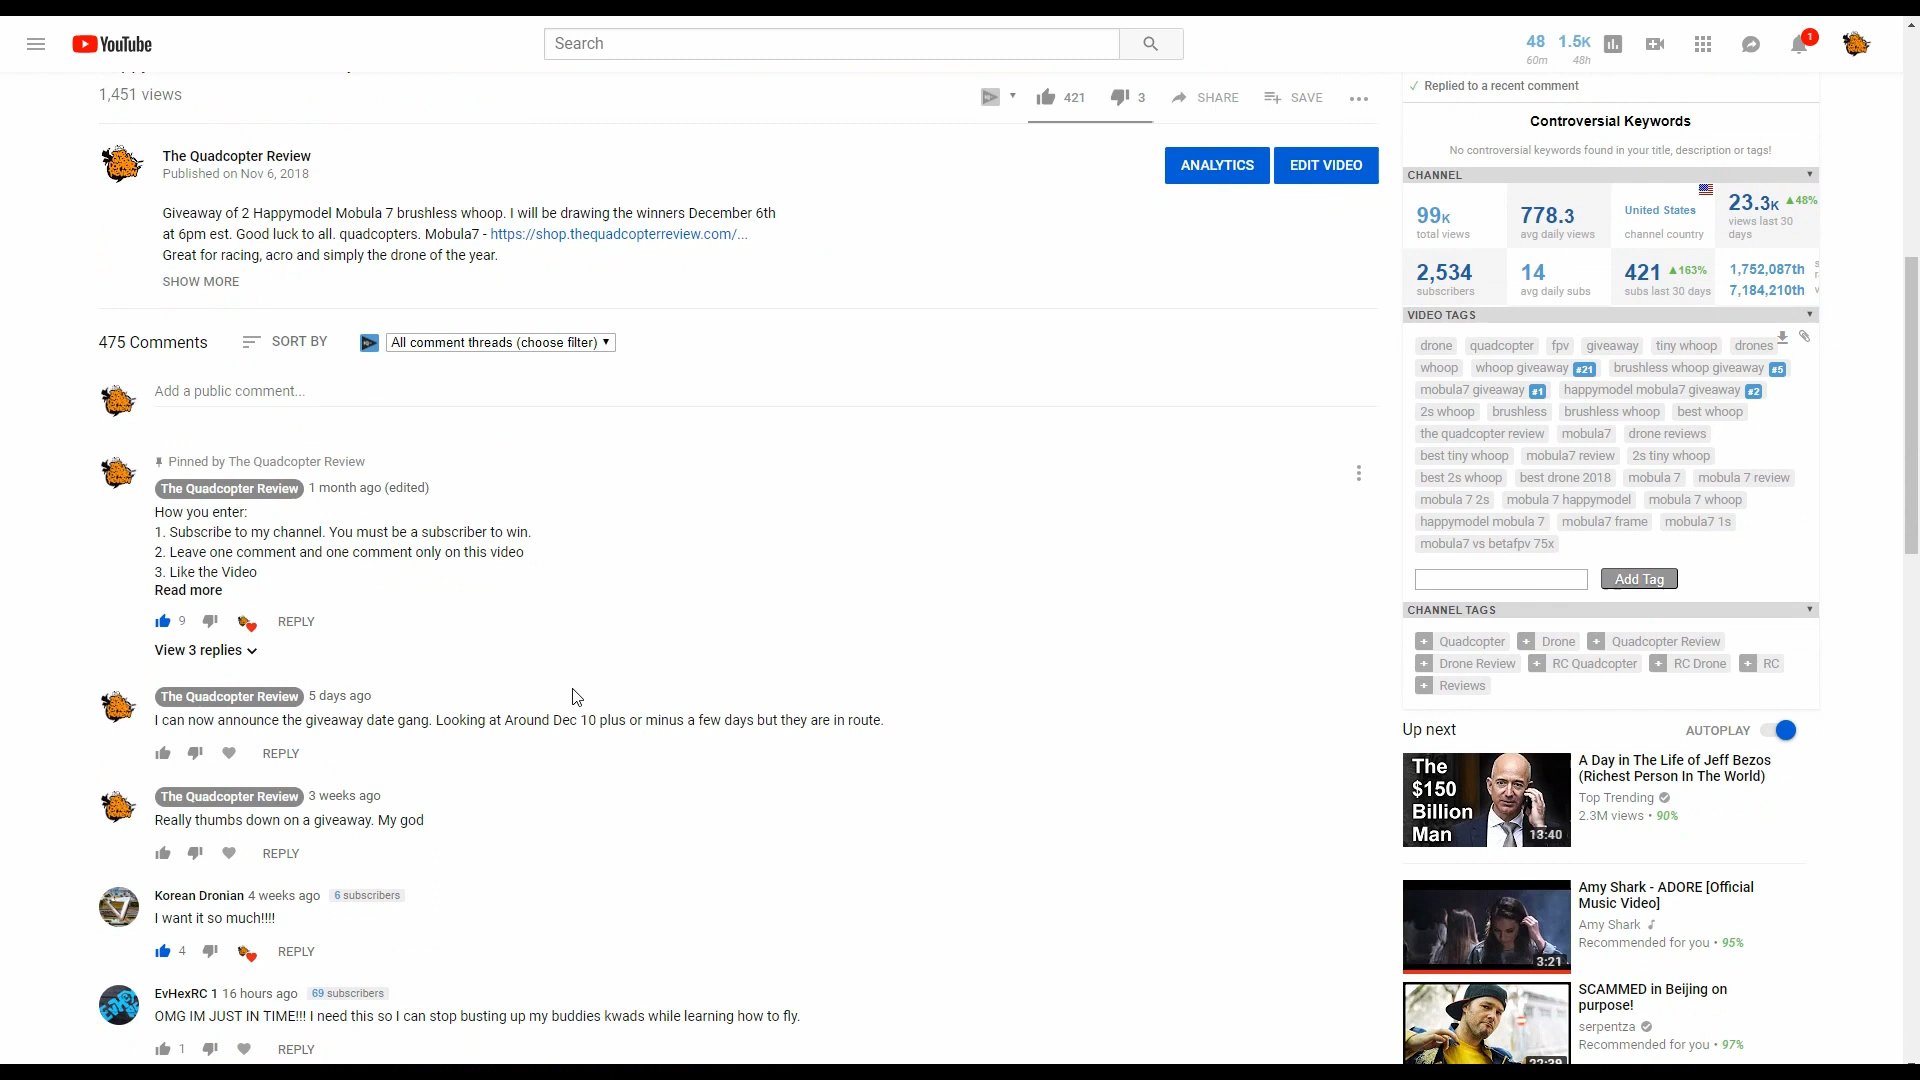 YouTube
Search
48
60m
1.5K
48h
1
1,451 views
421
3
SHARE
SAVE
The Quadcopter Review
Published on Nov 6, 2018
ANALYTICS
EDIT VIDEO
Giveaway of 2 Happymodel Mobula 7 brushless whoop. I will be drawing the winners December 6th
at 6pm est. Good luck to all. quadcopters. Mobula7 - https://shop.thequadcopterreview.com/...
Great for racing, acro and simply the drone of the year.
SHOW MORE
475 Comments
SORT BY
All comment threads (choose filter)
Add a public comment...
Pinned by The Quadcopter Review
The Quadcopter Review 1 month ago (edited)
How you enter:
1. Subscribe to my channel. You must be a subscriber to win.
2. Leave one comment and one comment only on this video
3. Like the Video
Read more
9 REPLY
View 3 replies
The Quadcopter Review 5 days ago
I can now announce the giveaway date gang. Looking at Around Dec 10 plus or minus a few days but they are in route.
REPLY
The Quadcopter Review 3 weeks ago
Really thumbs down on a giveaway. My god
REPLY
Korean Dronian 4 weeks ago 6 subscribers
I want it so much!!!!
4 REPLY
EvHexRC 1 16 hours ago 69 subscribers
OMG IM JUST IN TIME!!! I need this so I can stop busting up my buddies kwads while learning how to fly.
1 REPLY
✓ Replied to a recent comment
Controversial Keywords
No controversial keywords found in your title, description or tags!
CHANNEL
99K
total views
778.3
avg daily views
United States
channel country
23.3K 48%
views last 30
days
2,534
subscribers
14
avg daily subs
421 163%
subs last 30 days
1,752,087th
7,184,210th
VIDEO TAGS
drone quadcopter fpv giveaway tiny whoop drones
whoop whoop giveaway #21 brushless whoop giveaway #5
mobula7 giveaway #1 happymodel mobula7 giveaway #2
2s whoop brushless brushless whoop best whoop
the quadcopter review mobula7 drone reviews
best tiny whoop mobula7 review 2s tiny whoop
best 2s whoop best drone 2018 mobula 7 mobula 7 review
mobula 7 2s mobula 7 happymodel mobula 7 whoop
happymodel mobula 7 mobula7 frame mobula7 1s
mobula7 vs betafpv 75x
Add Tag
CHANNEL TAGS
+ Quadcopter + Drone + Quadcopter Review
+ Drone Review + RC Quadcopter + RC Drone + RC
+ Reviews
Up next
AUTOPLAY
The
$150
Billion
Man
13:40
A Day in The Life of Jeff Bezos
(Richest Person In The World)
Top Trending
2.3M views • 90%
3:21
Amy Shark - ADORE [Official
Music Video]
Amy Shark
Recommended for you • 95%
SCAMMED in Beijing on
purpose!
serpentza
Recommended for you • 97%